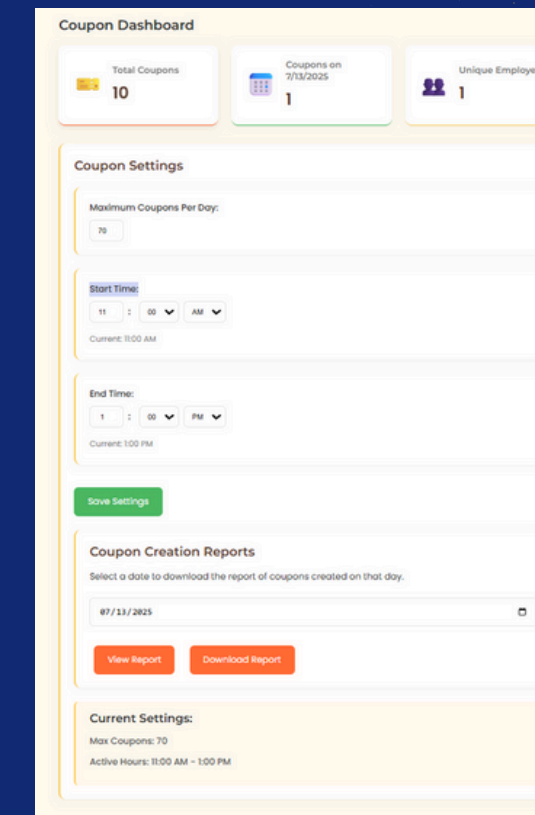 Coupon Dashboard
Total Coupons
10
Coupons on
7/13/2025
1
Unique Employe
1
Coupon Settings
Maximum Coupons Per Day:
70
Start Time:
11 : 00 AM
Current: 11:00 AM
End Time:
1 : 00 PM
Current: 1:00 PM
Save Settings
Coupon Creation Reports
Select a date to download the report of coupons created on that day.
07/13/2025
View Report Download Report
Current Settings:
Max Coupons: 70
Active Hours: 11:00 AM - 1:00 PM